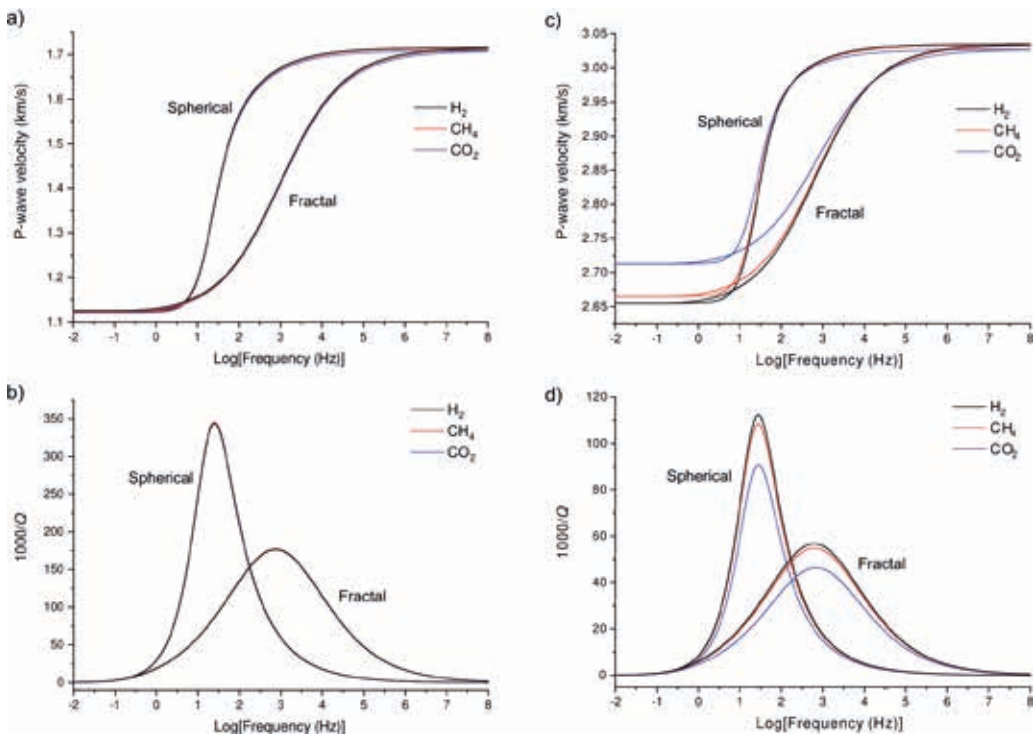 a)
P-wave velocity (km/s)
1.7
1.6
1.5
1.4
1.3
1.2
1.1
Spherical
Fractal
H₂
CH₄
CO₂
-2 -1 0 1 2 3 4 5 6 7 8
Log[Frequency (Hz)]
c)
P-wave velocity (km/s)
3.05
3.00
2.95
2.90
2.85
2.80
2.75
2.70
2.65
Spherical
Fractal
H₂
CH₄
CO₂
-2 -1 0 1 2 3 4 5 6 7 8
Log[Frequency (Hz)]
b)
1000/Q
350
300
250
200
150
100
50
0
Spherical
Fractal
H₂
CH₄
CO₂
-2 -1 0 1 2 3 4 5 6 7 8
Log[Frequency (Hz)]
d)
1000/Q
120
100
80
60
40
20
0
Spherical
Fractal
H₂
CH₄
CO₂
-2 -1 0 1 2 3 4 5 6 7 8
Log[Frequency (Hz)]